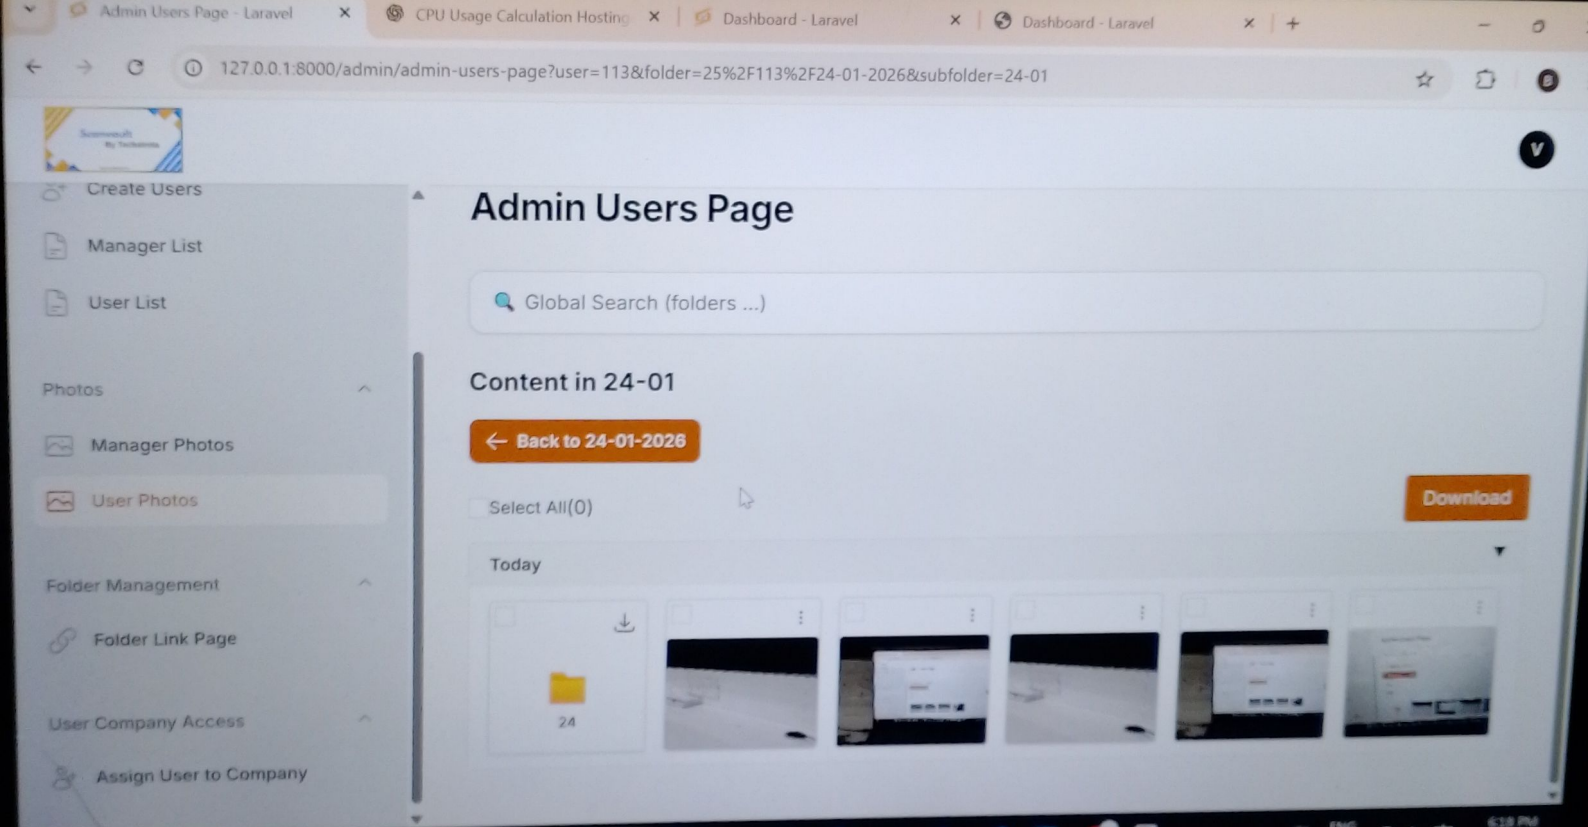 Admin Users Page - Laravel
CPU Usage Calculation Hosting
Dashboard - Laravel
Dashboard - Laravel
127.0.0.1:8000/admin/admin-users-page?user=113&folder=25%2F113%2F24-01-2026&subfolder=24-01
B
V
Create Users
Manager List
User List
Photos
Manager Photos
User Photos
Folder Management
Folder Link Page
User Company Access
Assign User to Company
Admin Users Page
Global Search (folders ...)
Content in 24-01
← Back to 24-01-2026
Select All(0)
Download
Today
24
ENG
6:18 PM